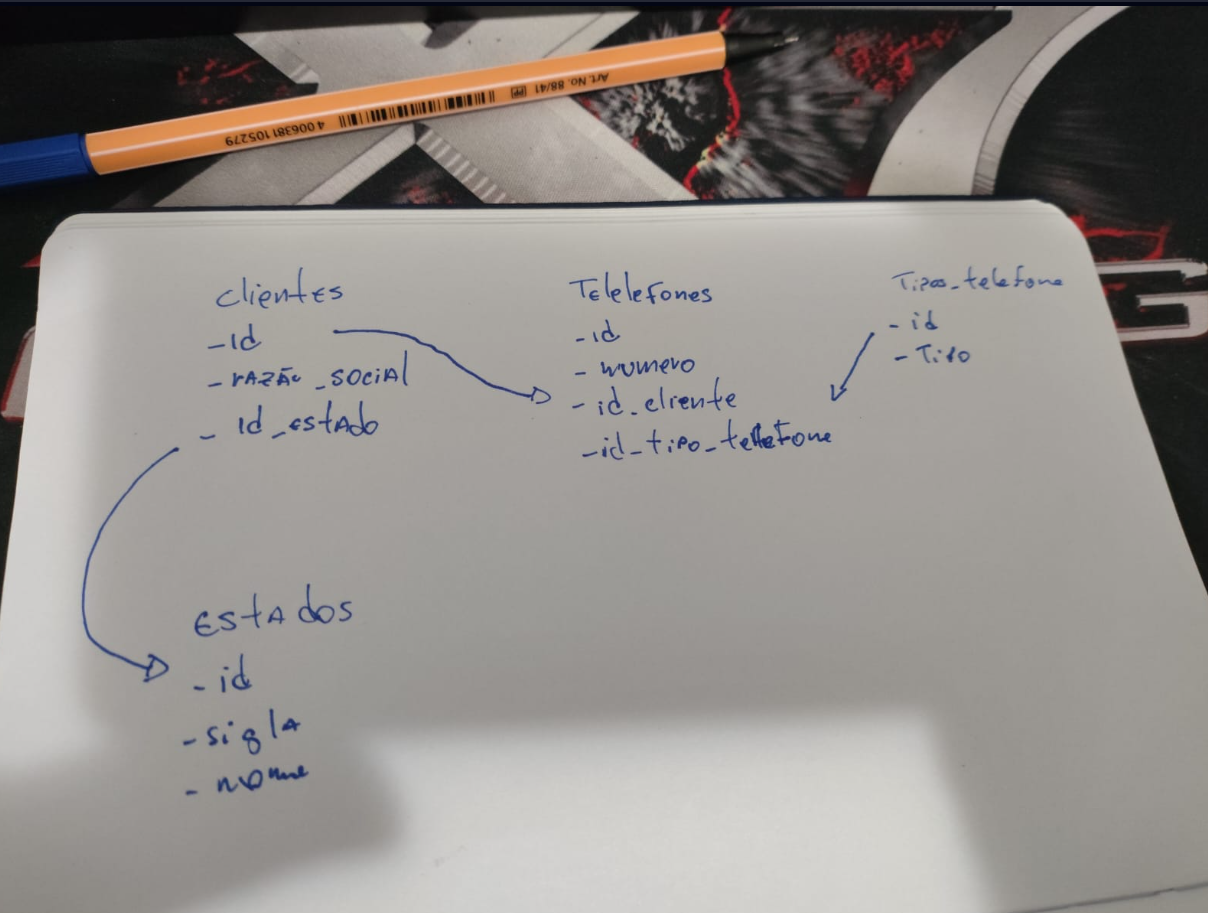 Art. No. 88/41
4 006381 105279
Clientes
- Id
- razão_social
- Id_estado
Telelefones
- id
- numero
- id_cliente
- id_tipo_telefone
Tipos_telefone
- id
- Tipo
Estados
- id
- sigla
- nome